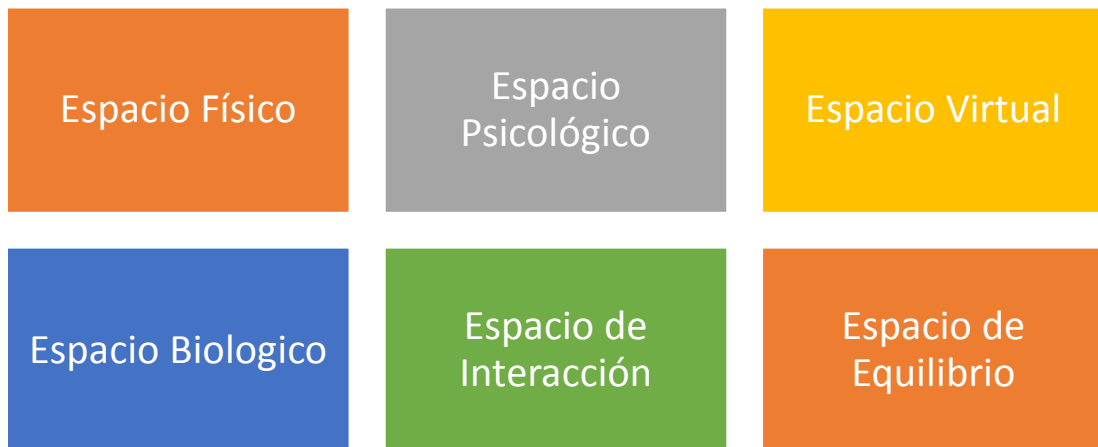 Espacio Físico
Espacio
Psicológico
Espacio Virtual
Espacio Biologico
Espacio de
Interacción
Espacio de
Equilibrio